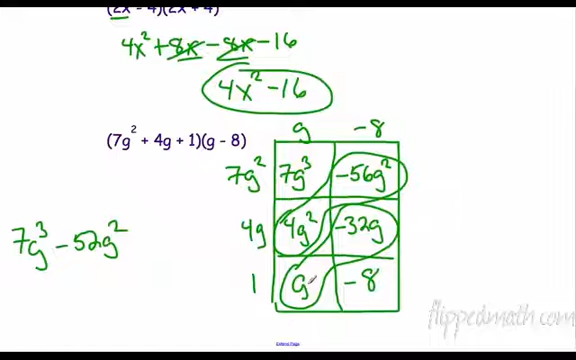 (2x - 4)(2x + 4)
4x² + 8x - 8x - 16
4x² - 16
(7g² + 4g + 1)(g - 8)
g -8
7g² 7g³ -56g²
4g 4g² -32g
7g³ - 52g²
1 g -8
flippedmath.com